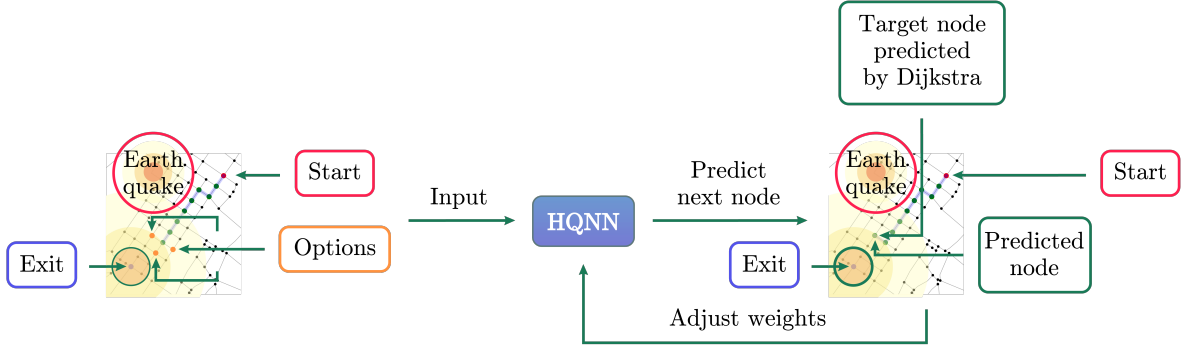 Earth
quake
Start
Options
Exit
Input
HQNN
Predict
next node
Target node
predicted
by Dijkstra
Earth
quake
Start
Predicted
node
Exit
Adjust weights